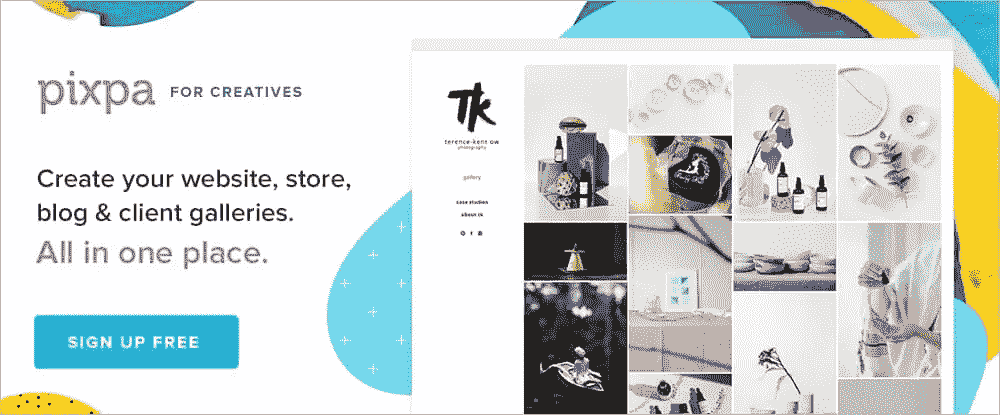 pixpa FOR CREATIVES
Create your website, store,
blog & client galleries.
All in one place.
SIGN UP FREE
Tk
terence-kent ow
photography
gallery
case studies
about tk